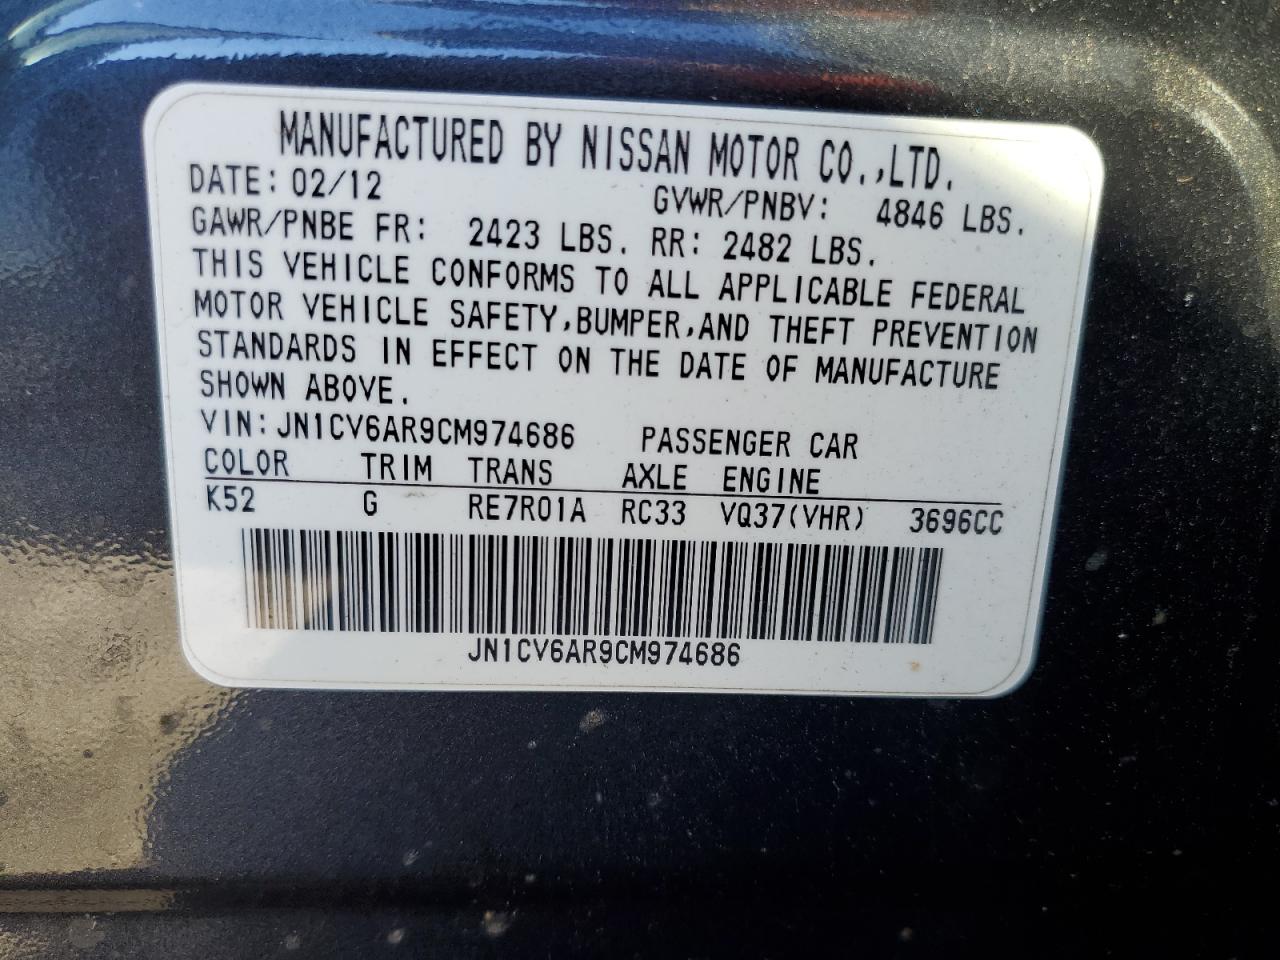 MANUFACTURED BY NISSAN MOTOR CO.,LTD.
DATE: 02/12 GVWR/PNBV: 4846 LBS.
GAWR/PNBE FR: 2423 LBS. RR: 2482 LBS.
THIS VEHICLE CONFORMS TO ALL APPLICABLE FEDERAL
MOTOR VEHICLE SAFETY,BUMPER,AND THEFT PREVENTION
STANDARDS IN EFFECT ON THE DATE OF MANUFACTURE
SHOWN ABOVE.
VIN:JN1CV6AR9CM974686 PASSENGER CAR
COLOR TRIM TRANS AXLE ENGINE
K52 G RE7R01A RC33 VQ37(VHR) 3696CC
JN1CV6AR9CM974686